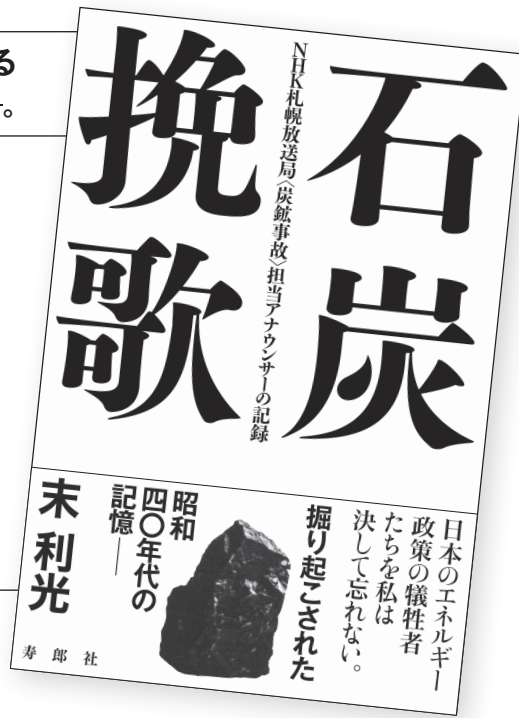 る
。
石炭
挽歌
NHK札幌放送局〈炭鉱事故〉担当アナウンサーの記録
日本のエネルギー
政策の犠牲者
たちを私は
決して忘れない。
掘り起こされた
昭和
四〇年代の
記憶──
末 利光
寿郎社